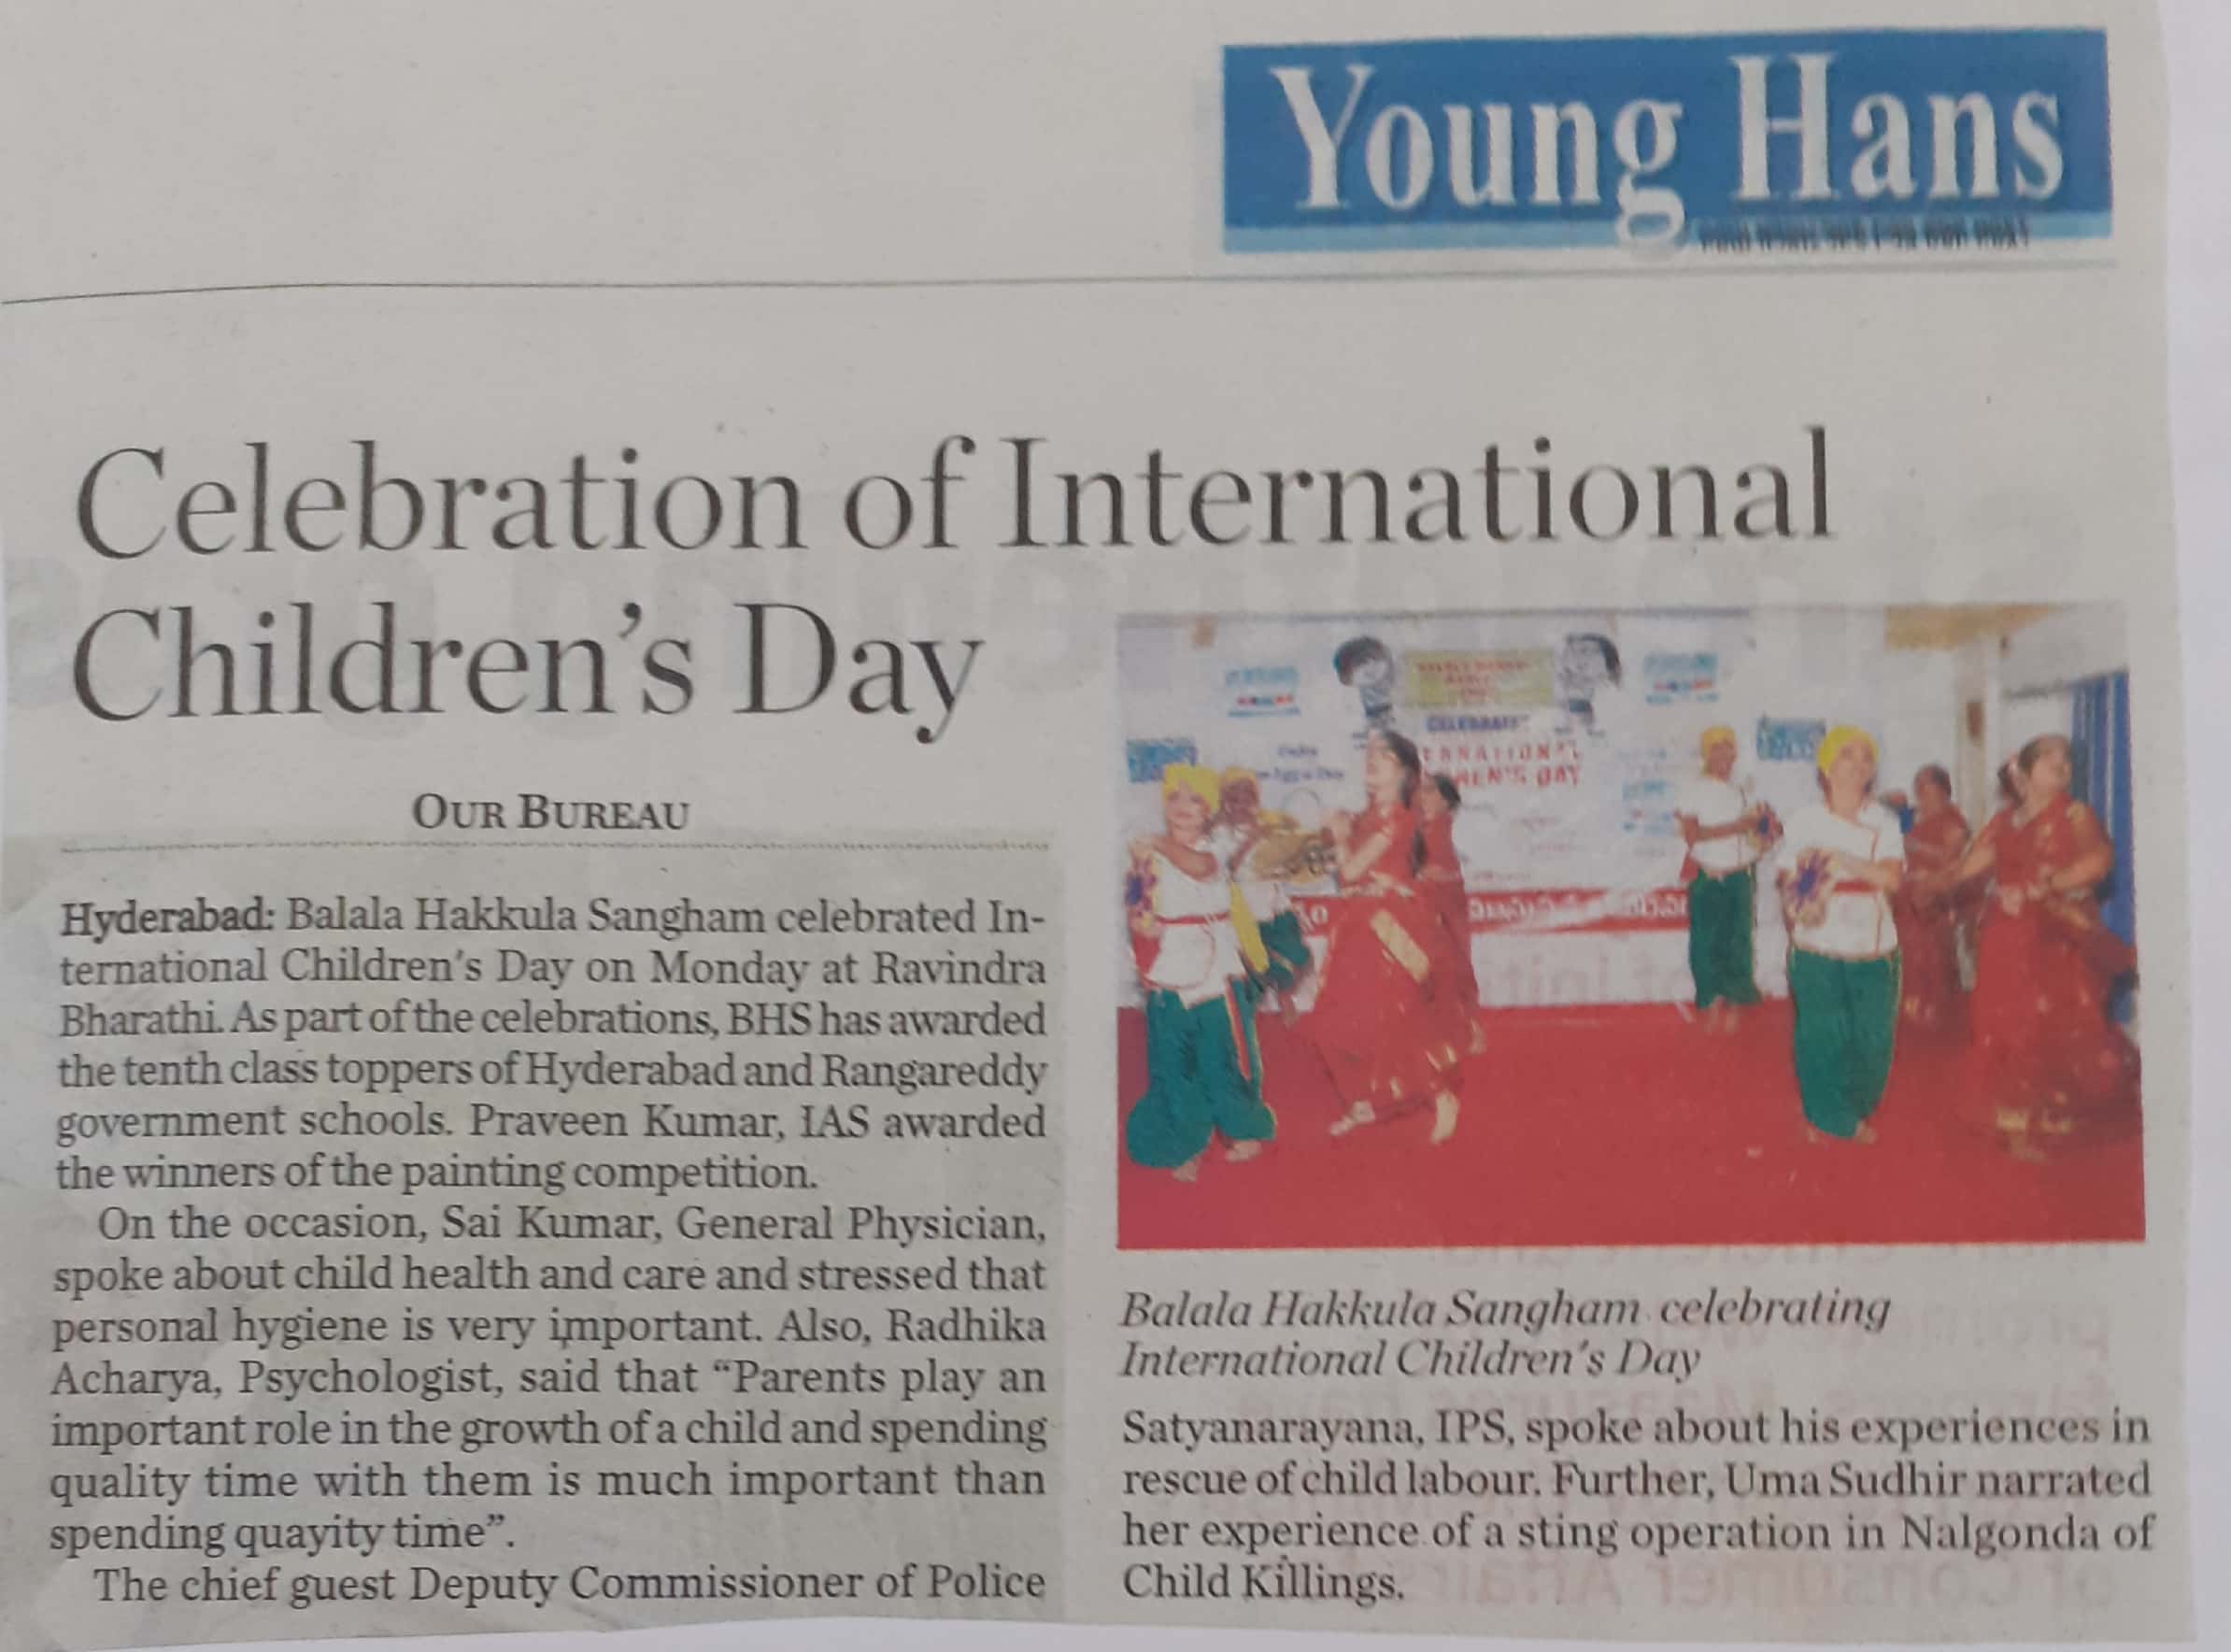 Young Hans
Celebration of International
Children's Day
OUR BUREAU
Hyderabad: Balala Hakkula Sangham celebrated In-
ternational Children's Day on Monday at Ravindra
Bharathi. As part of the celebrations, BHS has awarded
the tenth class toppers of Hyderabad and Rangareddy
government schools. Praveen Kumar, IAS awarded
the winners of the painting competition.
On the occasion, Sai Kumar, General Physician,
spoke about child health and care and stressed that
personal hygiene is very important. Also, Radhika
Acharya, Psychologist, said that “Parents play an
important role in the growth of a child and spending
quality time with them is much important than
spending quayity time”.
The chief guest Deputy Commissioner of Police
CELEBRATE
ERNATIONAL
REN'S DAY
Balala Hakkula Sangham celebrating
International Children's Day
Satyanarayana, IPS, spoke about his experiences in
rescue of child labour. Further, Uma Sudhir narrated
her experience of a sting operation in Nalgonda of
Child Killings.